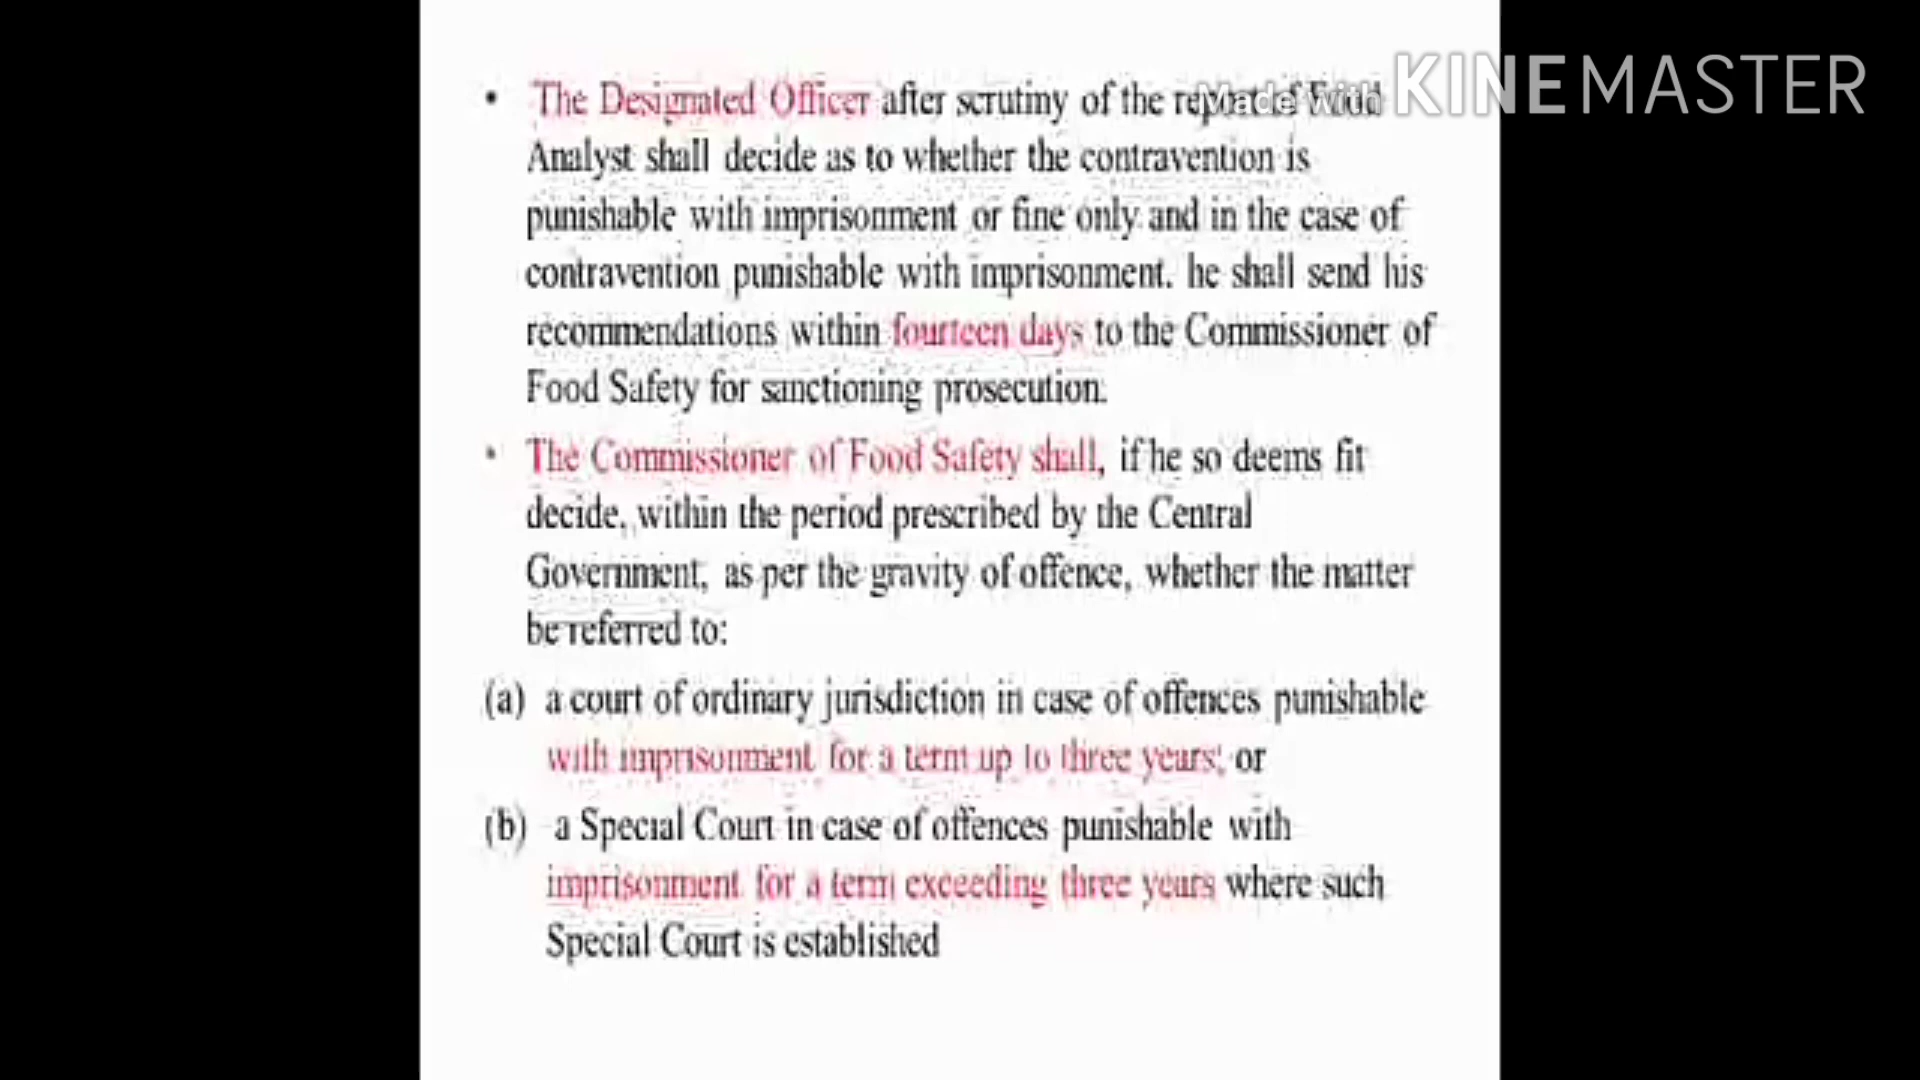 • The Designated Officer after scrutiny of the report of Food
Made with KINEMASTER
Analyst shall decide as to whether the contravention is
punishable with imprisonment or fine only and in the case of
contravention punishable with imprisonment. he shall send his
recommendations within fourteen days to the Commissioner of
Food Safety for sanctioning prosecution.
• The Commissioner of Food Safety shall, if he so deems fit
decide, within the period prescribed by the Central
Government, as per the gravity of offence, whether the matter
be referred to:
(a) a court of ordinary jurisdiction in case of offences punishable
with imprisonment for a term up to three years; or
(b) a Special Court in case of offences punishable with
imprisonment for a term exceeding three years where such
Special Court is established